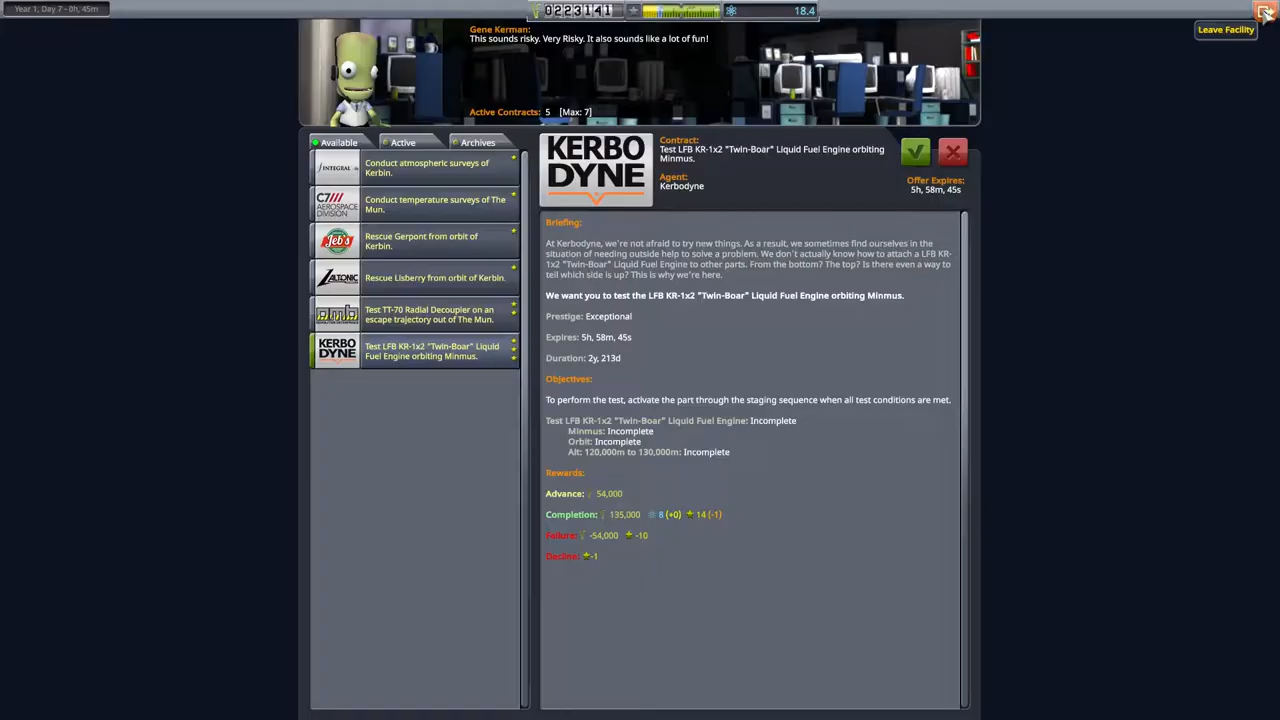 Year 1, Day 7 - 0h, 45m
0223141
18.4
Leave Facility
Gene Kerman:
This sounds risky. Very Risky. It also sounds like a lot of fun!
Active Contracts: 5 [Max: 7]
Available
Active
Archives
INTEGRAL
Conduct atmospheric surveys of
Kerbin.
C7
AEROSPACE
DIVISION
Conduct temperature surveys of The
Mun.
Jeb's
Rescue Gerpont from orbit of
Kerbin.
Rescue Lisberry from orbit of Kerbin.
Test TT-70 Radial Decoupler on an
escape trajectory out of The Mun.
KERBO
DYNE
Test LFB KR-1x2 "Twin-Boar" Liquid
Fuel Engine orbiting Minmus.
KERBO
DYNE
Contract:
Test LFB KR-1x2 "Twin-Boar" Liquid Fuel Engine orbiting
Minmus.
Agent:
Kerbodyne
Offer Expires:
5h, 58m, 45s
Briefing:
At Kerbodyne, we're not afraid to try new things. As a result, we sometimes find ourselves in the
situation of needing outside help to solve a problem. We don't actually know how to attach a LFB KR-
1x2 "Twin-Boar" Liquid Fuel Engine to other parts. From the bottom? The top? Is there even a way to
tell which side is up? This is why we're here.
We want you to test the LFB KR-1x2 "Twin-Boar" Liquid Fuel Engine orbiting Minmus.
Prestige: Exceptional
Expires: 5h, 58m, 45s
Duration: 2y, 213d
Objectives:
To perform the test, activate the part through the staging sequence when all test conditions are met.
Test LFB KR-1x2 "Twin-Boar" Liquid Fuel Engine: Incomplete
Minmus: Incomplete
Orbit: Incomplete
Alt: 120,000m to 130,000m: Incomplete
Rewards:
Advance: 54,000
Completion: 135,000 8 (+0) 14 (-1)
Failure: -54,000 -10
Decline: -1